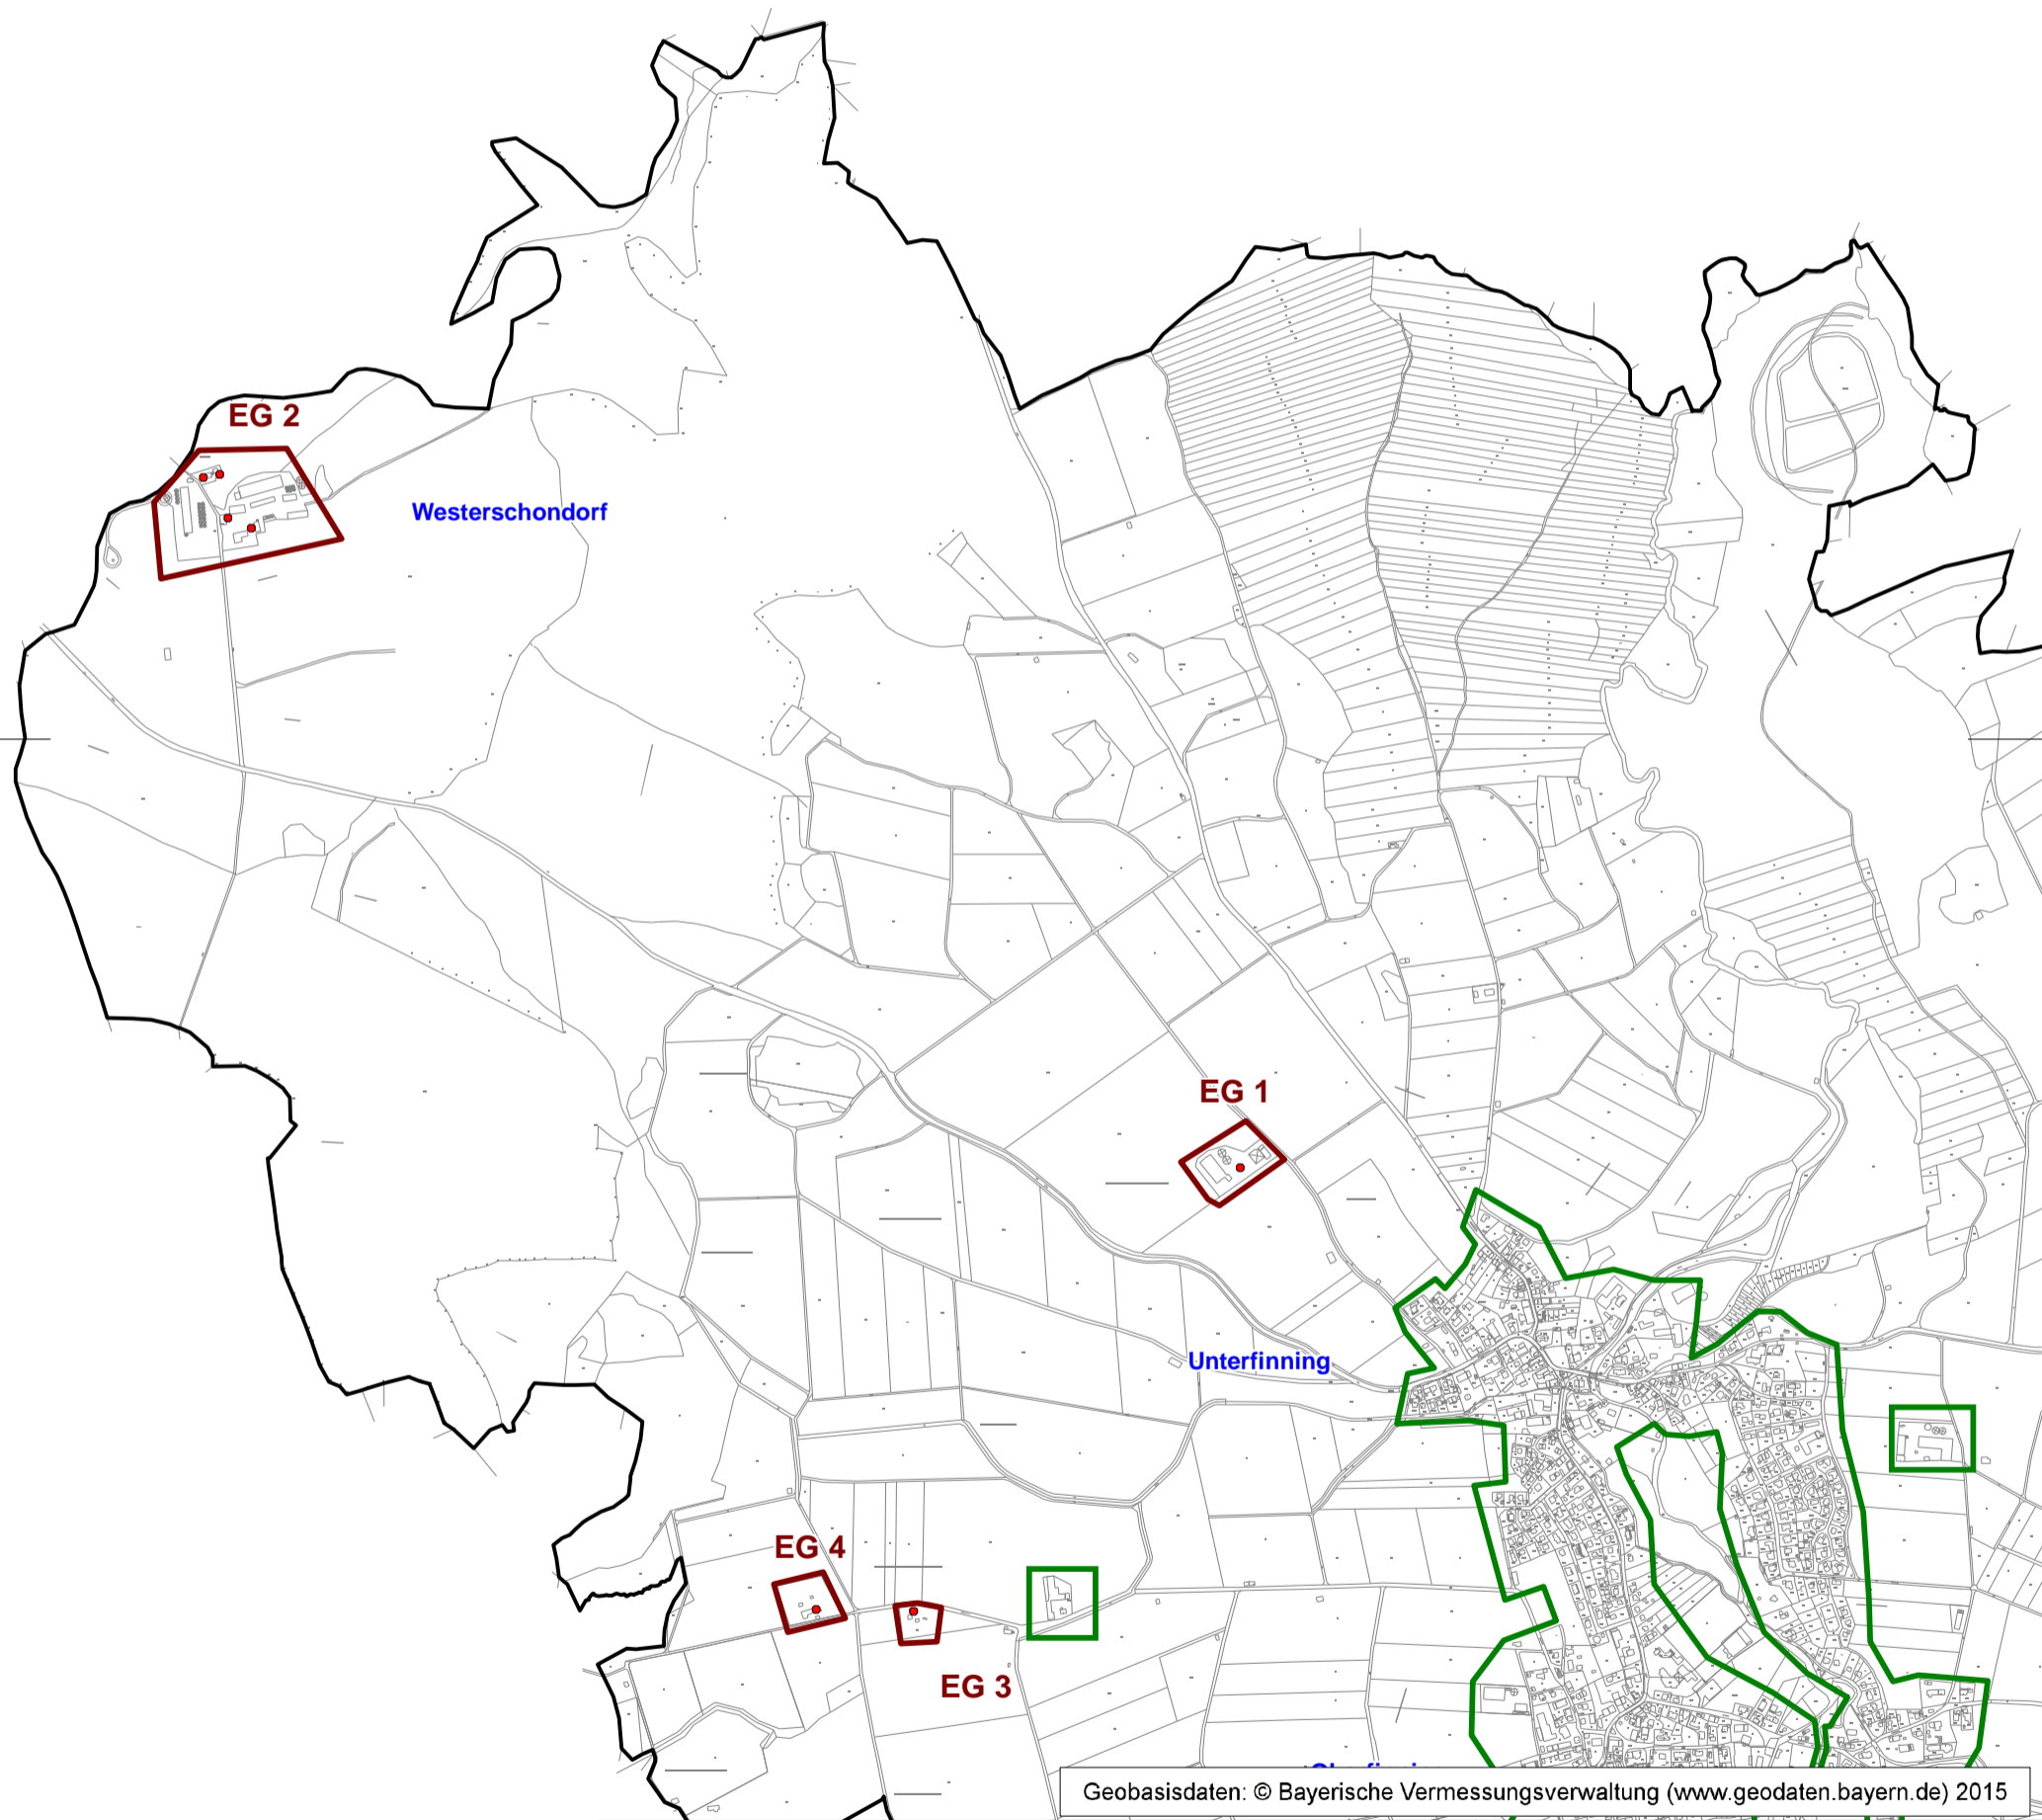 EG 2
Westerschondorf
EG 1
Unterfinning
EG 4
EG 3
Geobasisdaten: © Bayerische Vermessungsverwaltung (www.geodaten.bayern.de) 2015